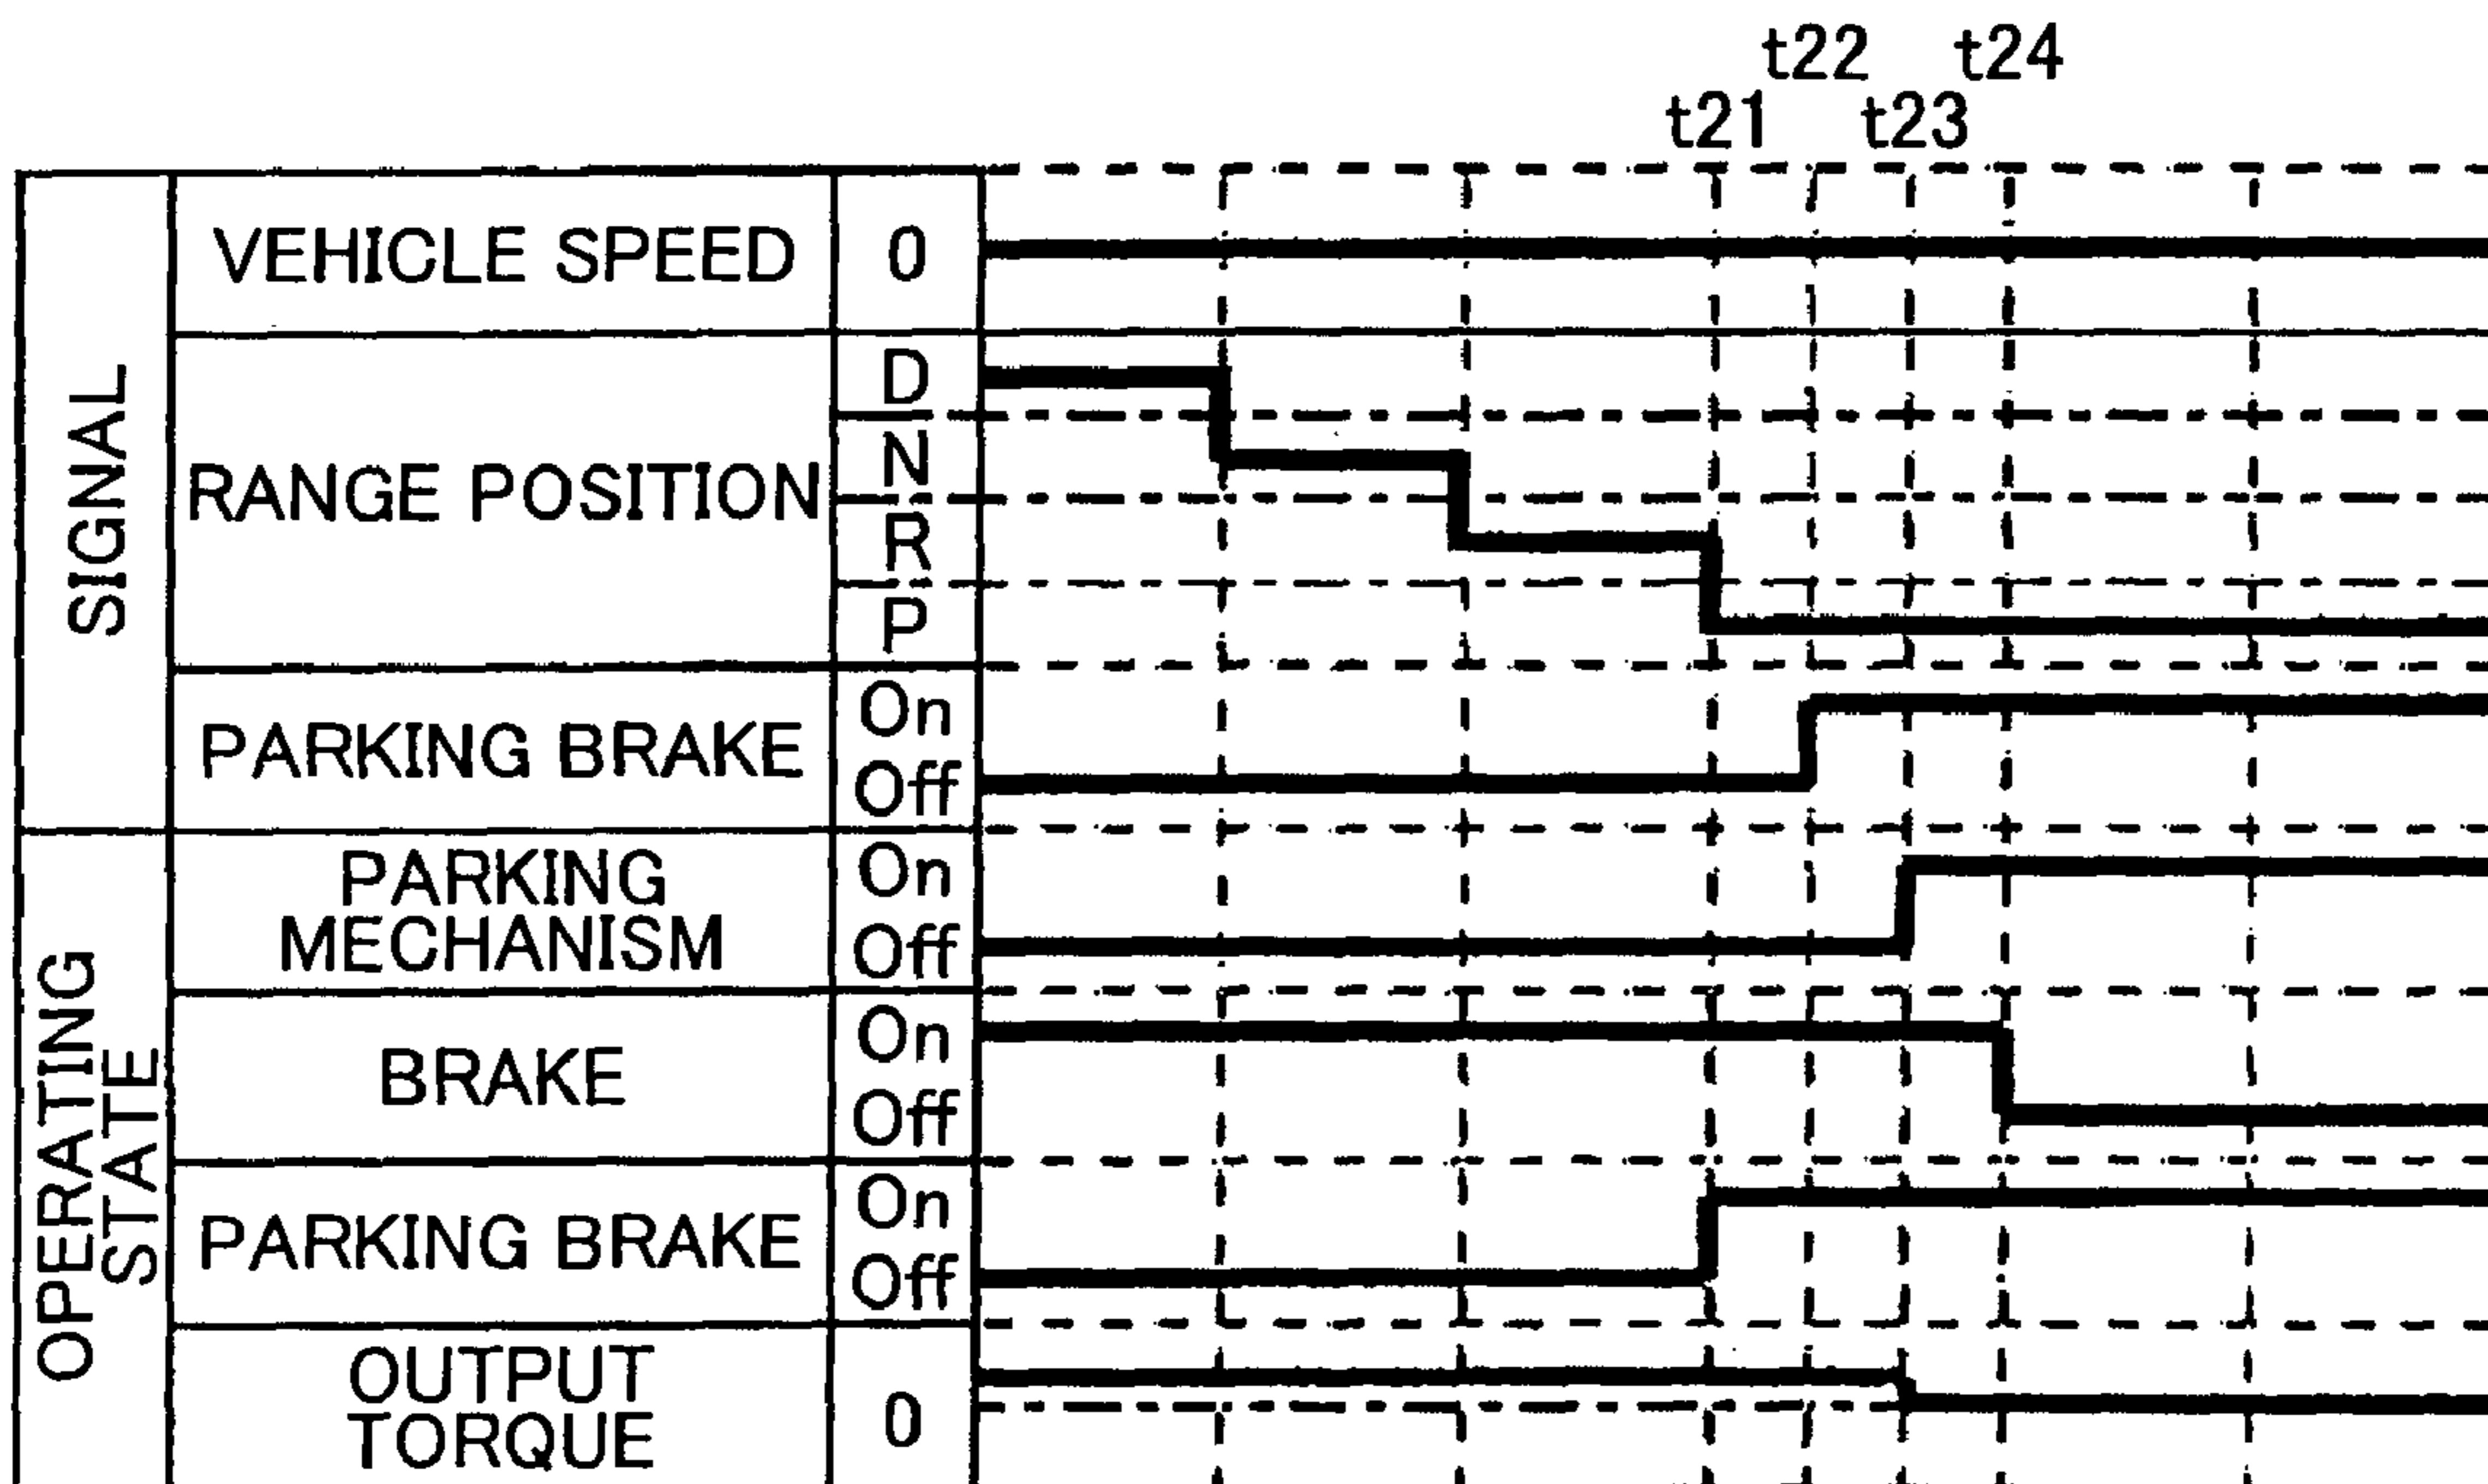 t22 t24
t21 t23
SIGNAL
VEHICLE SPEED 0
RANGE POSITION
D
N
R
P
PARKING BRAKE
On
Off
OPERATING
STATE
PARKING
MECHANISM
On
Off
BRAKE
On
Off
PARKING BRAKE
On
Off
OUTPUT
TORQUE
0